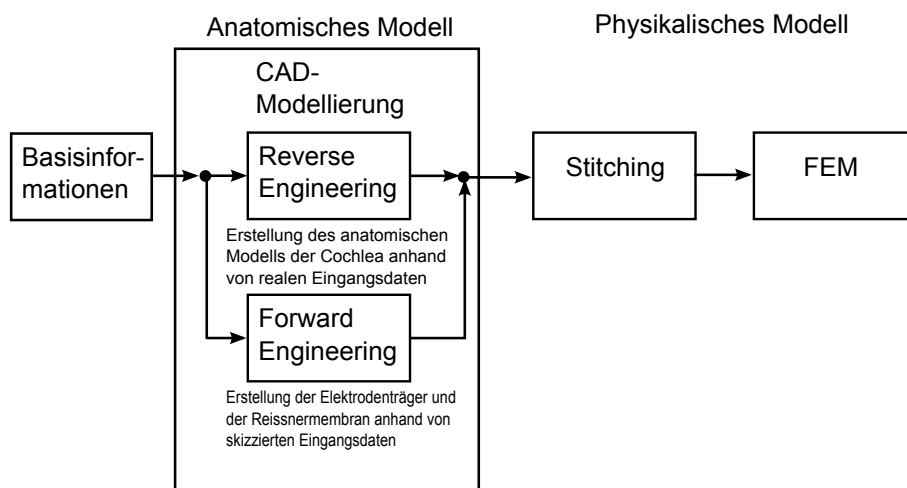 Anatomisches Modell
Physikalisches Modell
CAD-
Modellierung
Basisinfor-
mationen
Reverse
Engineering
Stitching
FEM
Erstellung des anatomischen
Modells der Cochlea anhand
von realen Eingangsdaten
Forward
Engineering
Erstellung der Elektrodenträger und
der Reissnermembran anhand von
skizzierten Eingangsdaten